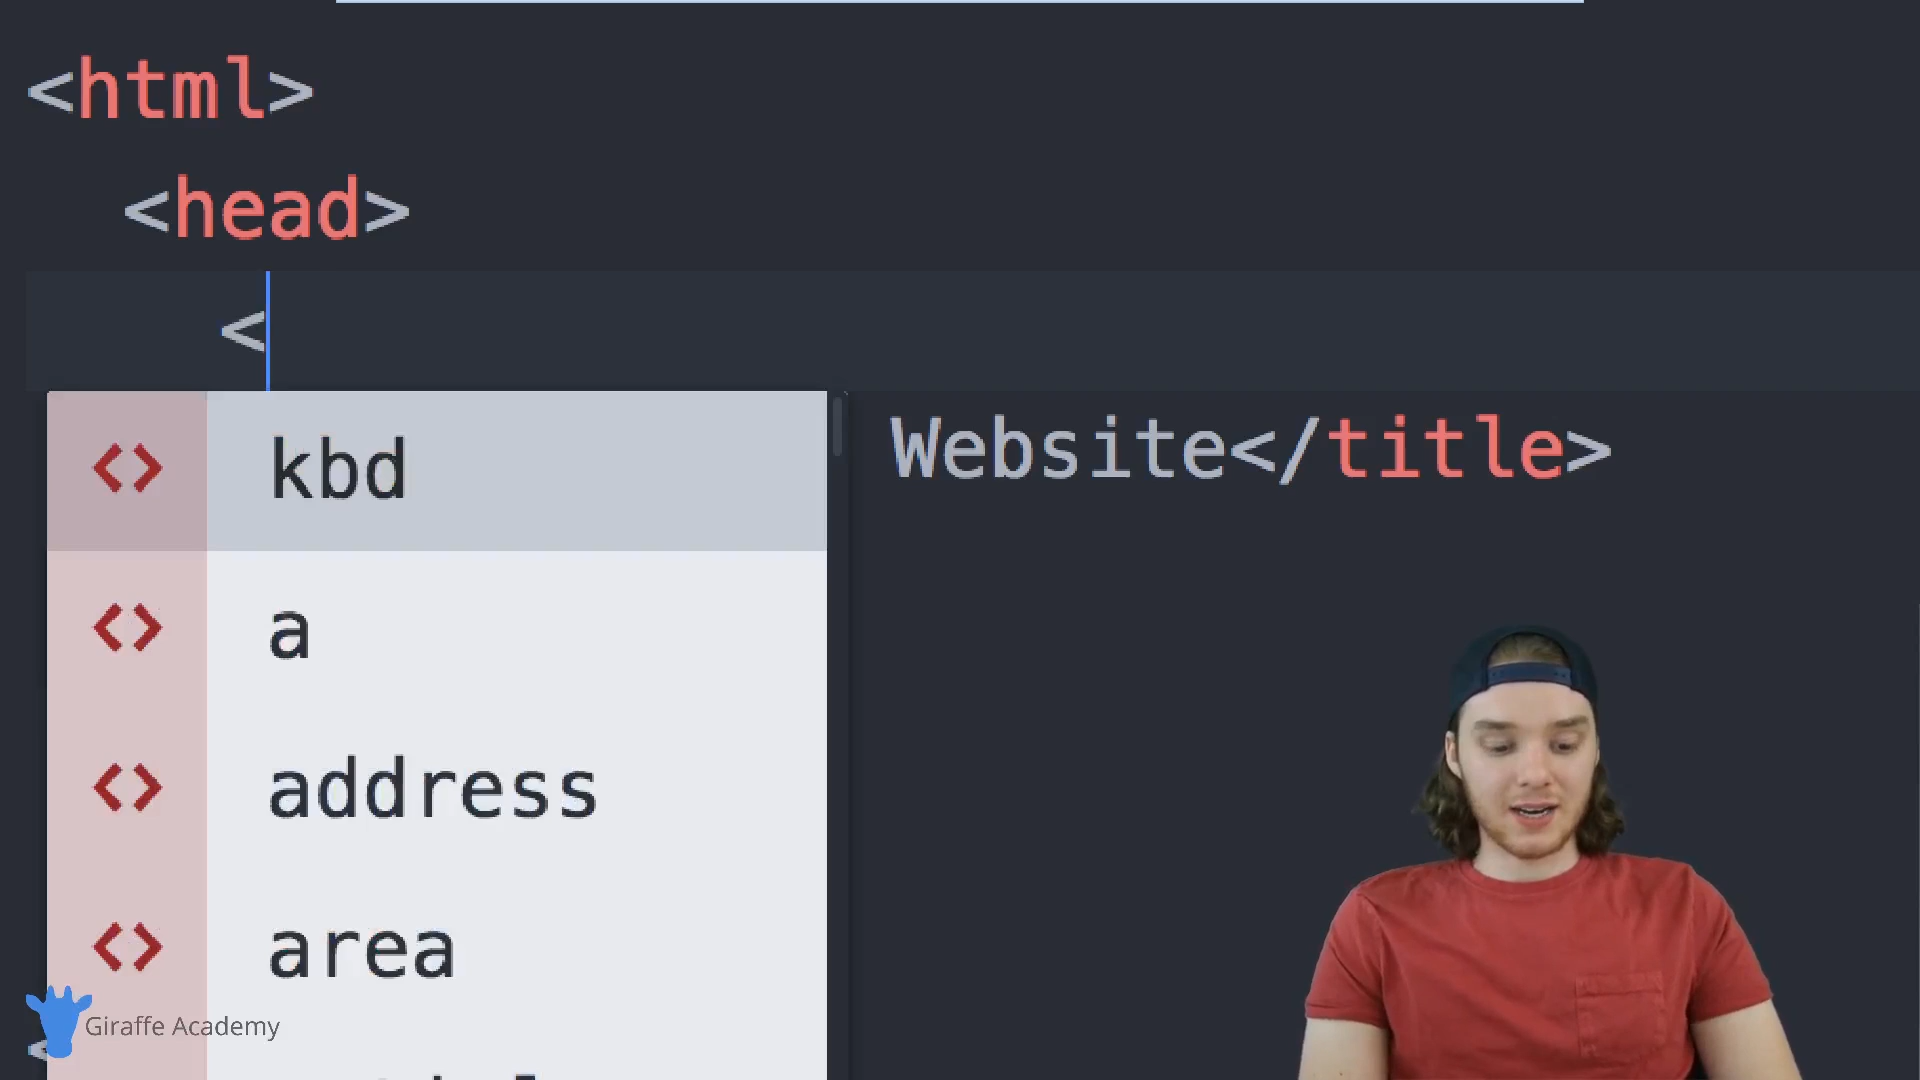 <html>
<head>
<
kbd
Website</title>
a
address
area
Giraffe Academy
<